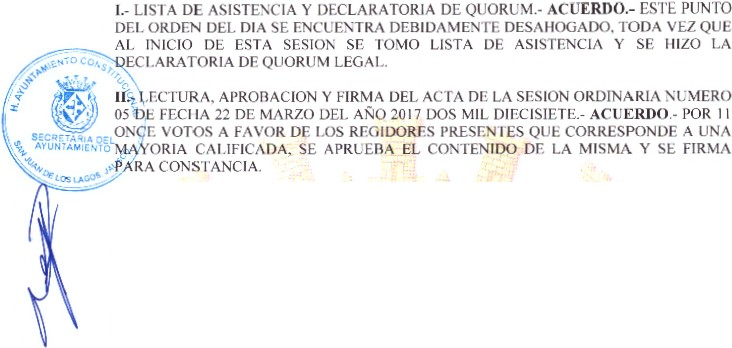 I.- LISTA DE ASISTENCIA Y DECLARATORIA DE QUORUM.- ACUERDO.- ESTE PUNTO
DEL ORDEN DEL DIA SE ENCUENTRA DEBIDAMENTE DESAHOGADO, TODA VEZ QUE
AL INICIO DE ESTA SESION SE TOMO LISTA DE ASISTENCIA Y SE HIZO LA
DECLARATORIA DE QUORUM LEGAL.
II.- LECTURA, APROBACION Y FIRMA DEL ACTA DE LA SESION ORDINARIA NUMERO
05 DE FECHA 22 DE MARZO DEL AÑO 2017 DOS MIL DIECISIETE.- ACUERDO.- POR 11
ONCE VOTOS A FAVOR DE LOS REGIDORES PRESENTES QUE CORRESPONDE A UNA
MAYORIA CALIFICADA, SE APRUEBA EL CONTENIDO DE LA MISMA Y SE FIRMA
PARA CONSTANCIA.
H. AYUNTAMIENTO CONSTITUCIONAL
SECRETARIA DEL
AYUNTAMIENTO
SAN JUAN DE LOS LAGOS, JALISCO